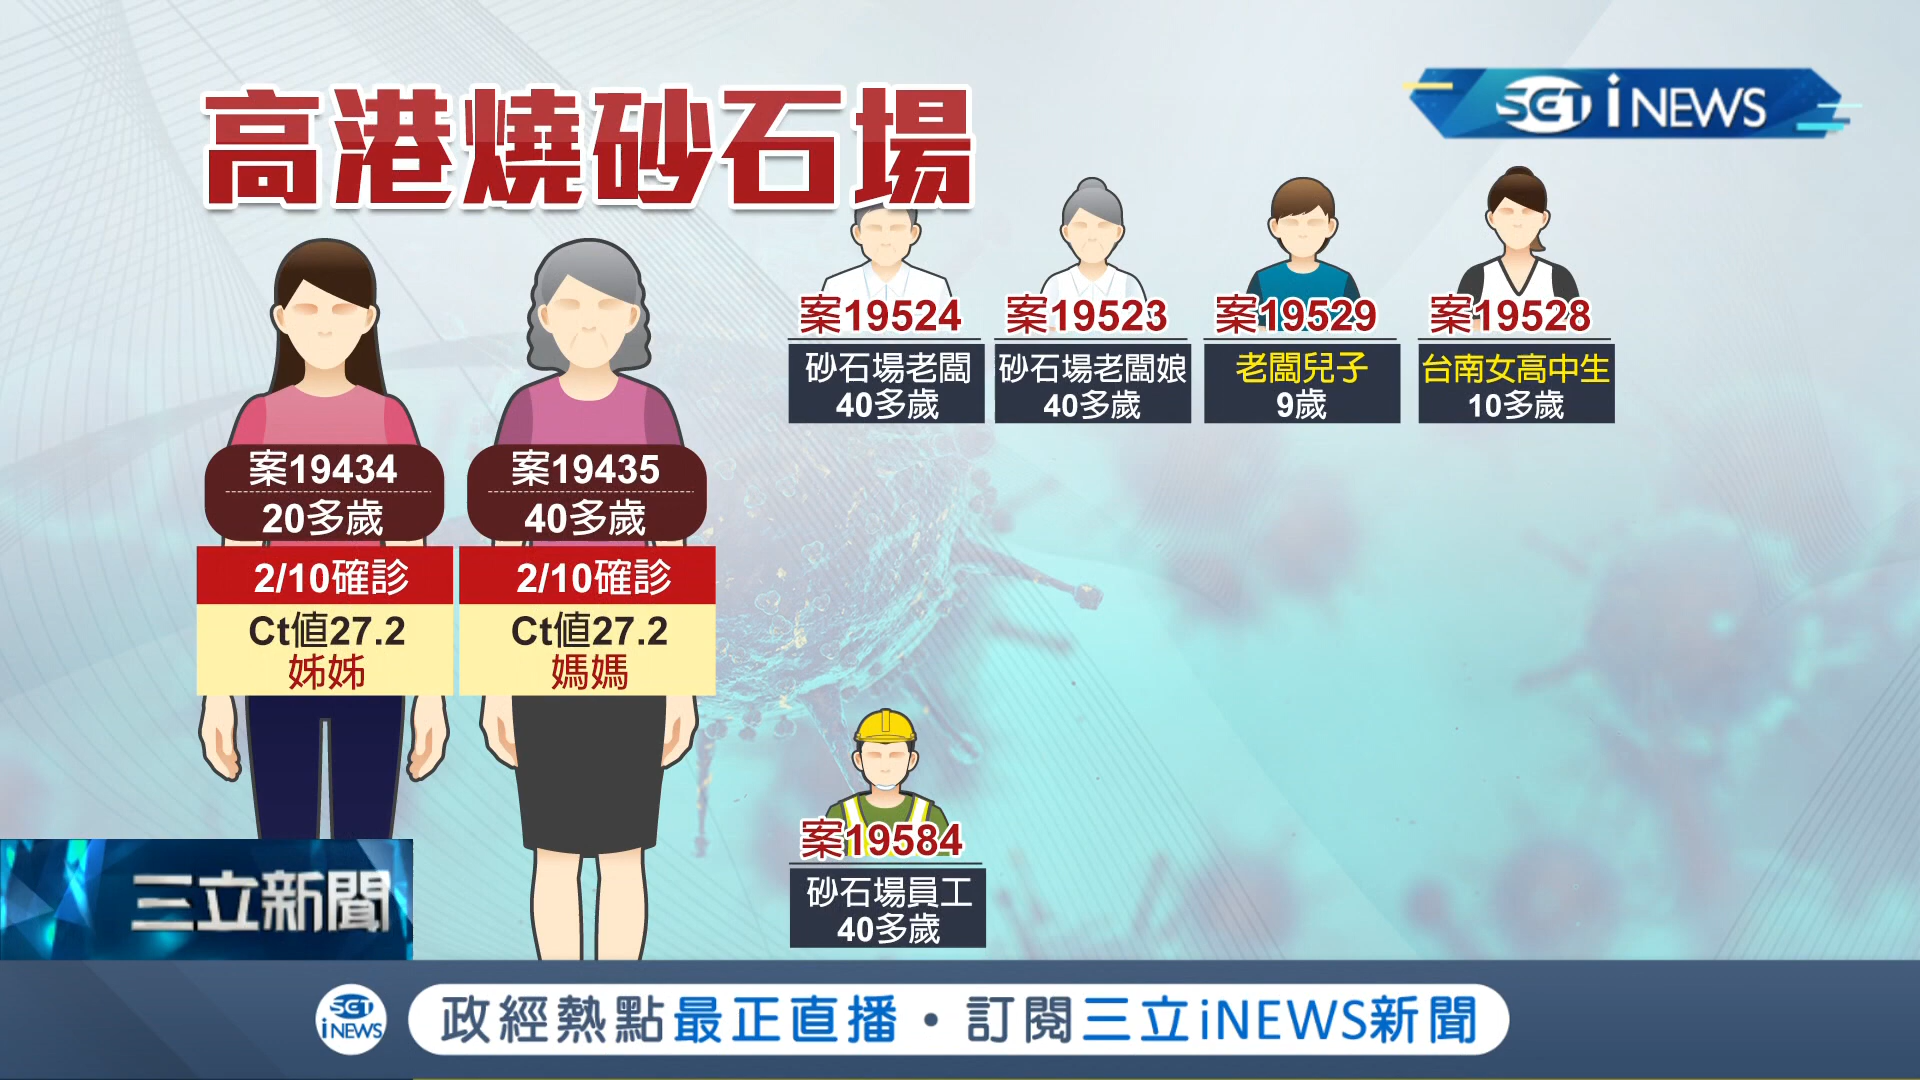 高港燒砂石場
SET iNEWS
案19434
20多歲
2/10確診
Ct値27.2
姊姊
案19435
40多歲
2/10確診
Ct値27.2
媽媽
案19524
砂石場老闆
40多歲
案19523
砂石場老闆娘
40多歲
案19529
老闆兒子
9歲
案19528
台南女高中生
10多歲
案19584
砂石場員工
40多歲
三立新聞
SET iNEWS
政經熱點最正直播・訂閱三立iNEWS新聞